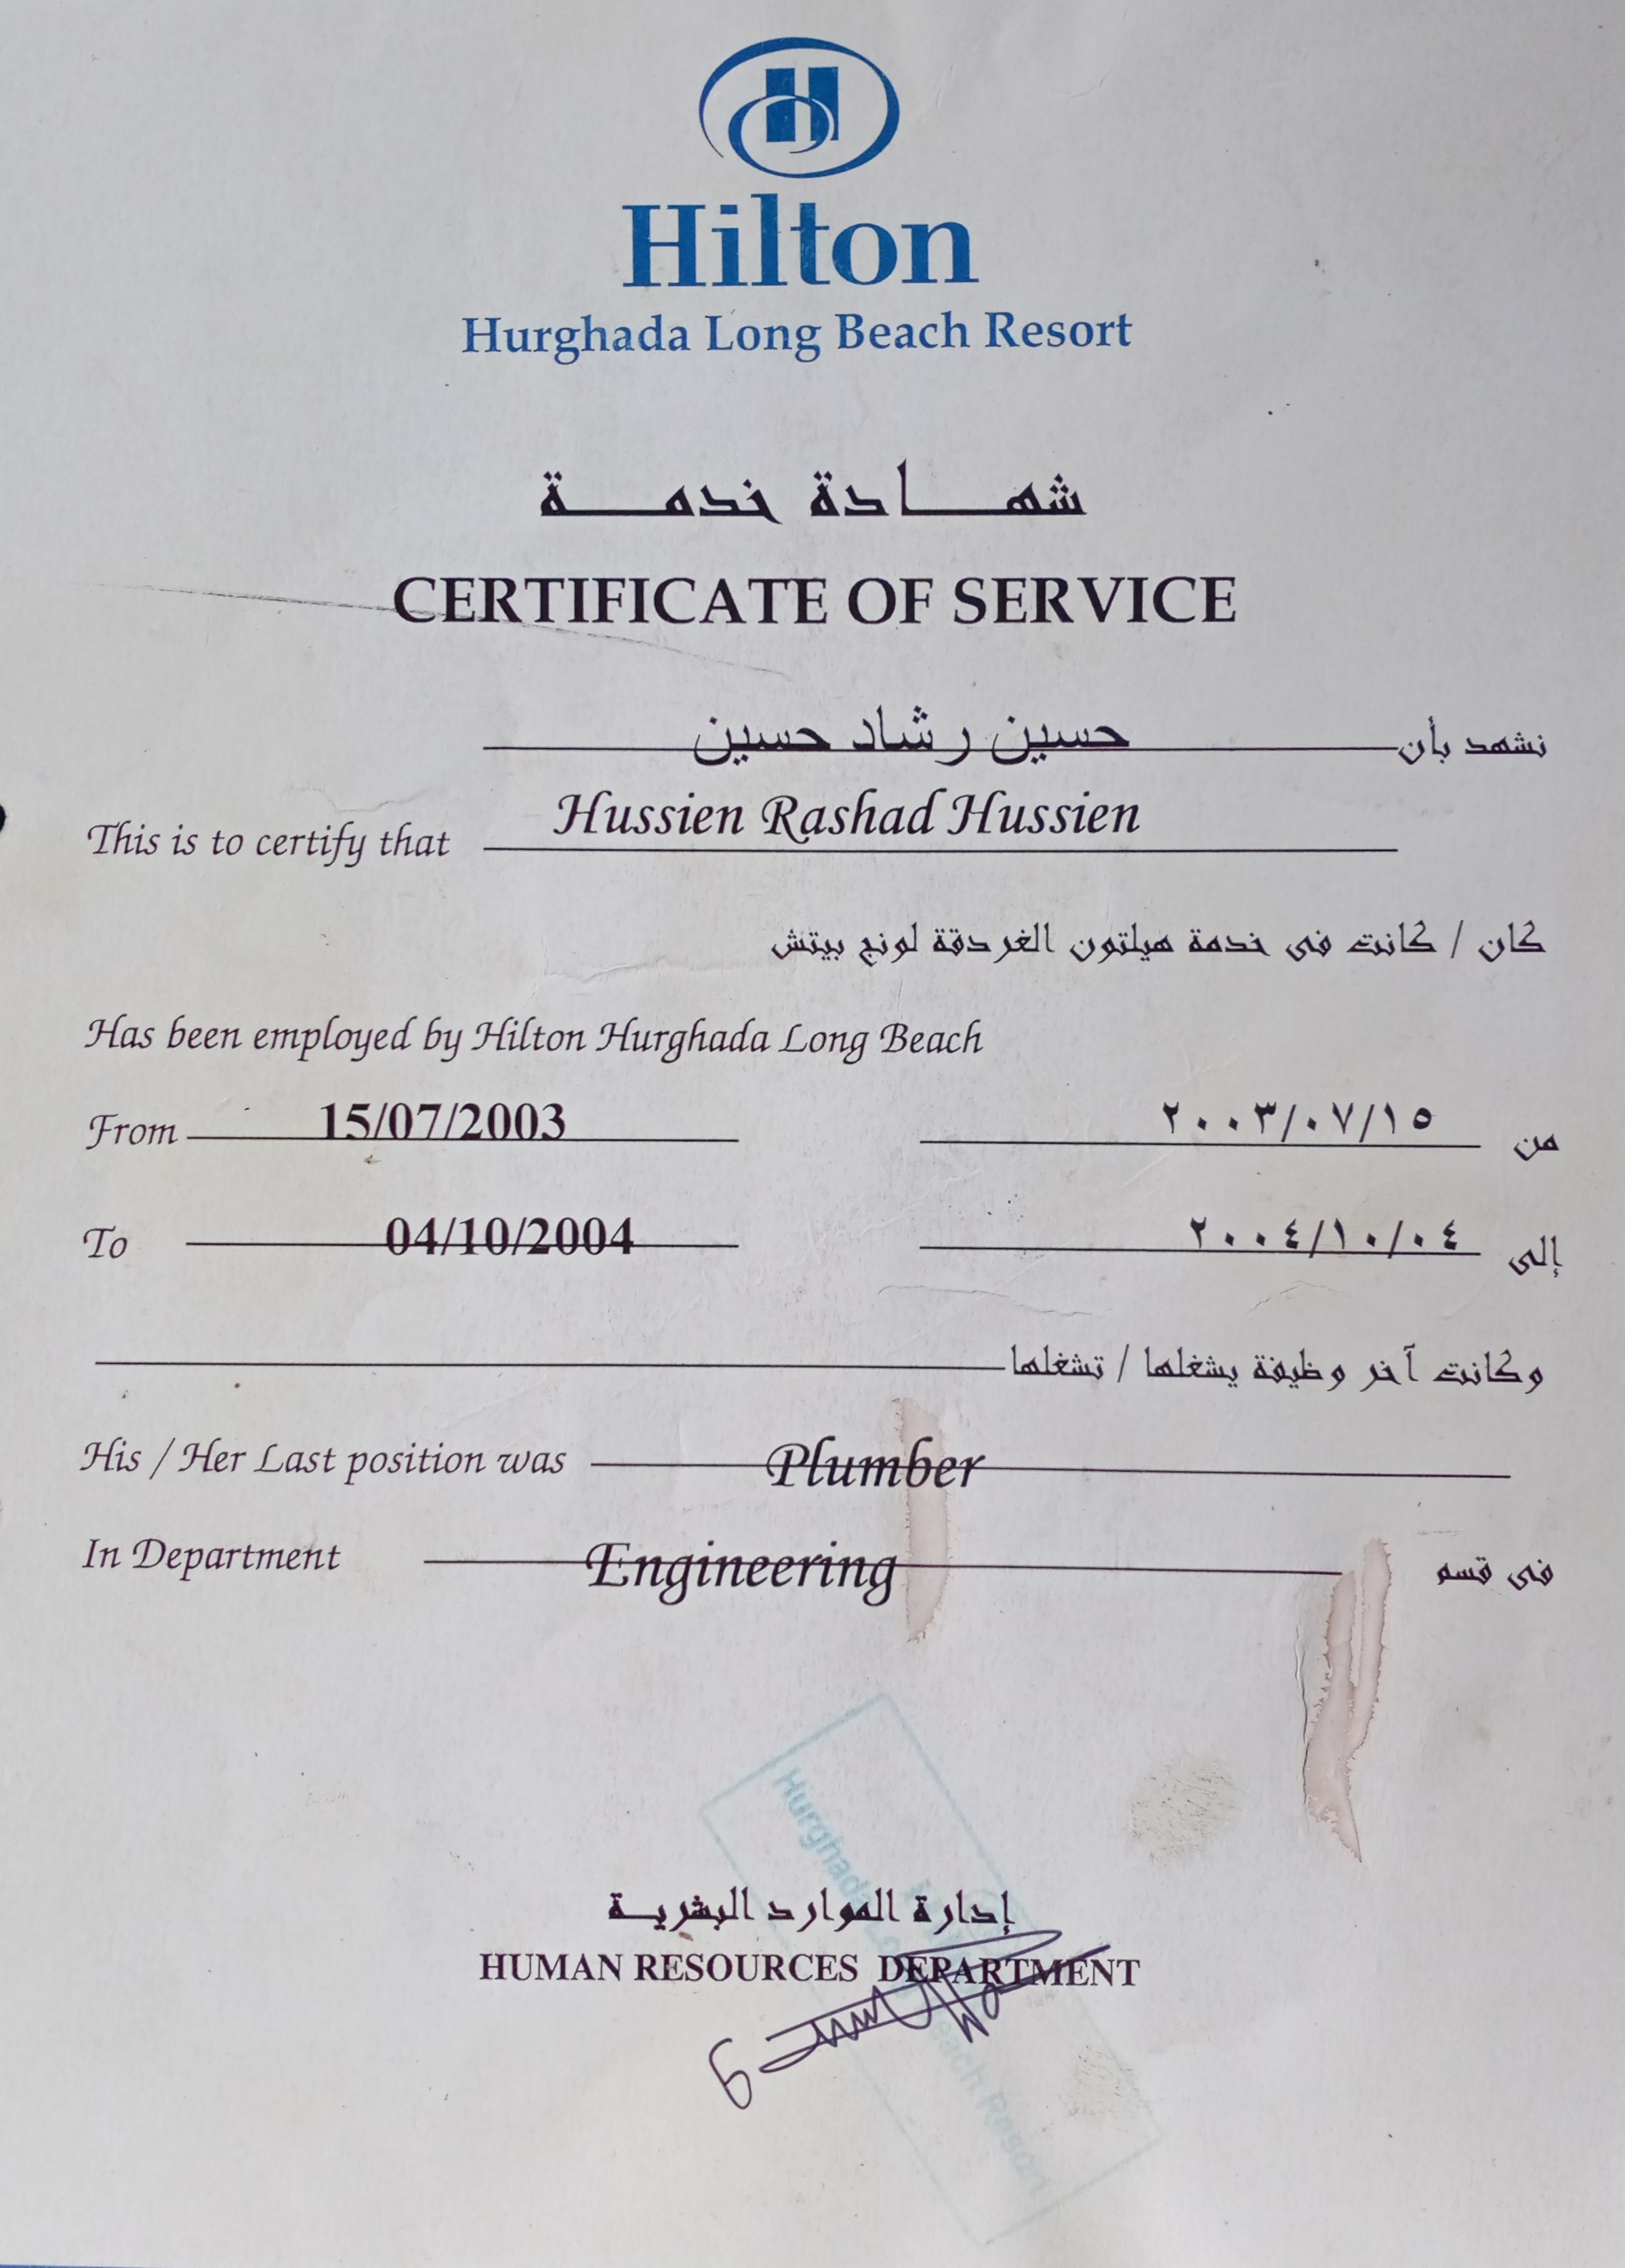 H
Hilton
Hurghada Long Beach Resort
شهادة خدمة
CERTIFICATE OF SERVICE
نشهد بأن حسين رشاد حسين
This is to certify that Hussien Rashad Hussien
كان / كانت فى خدمة هيلتون الغردقة لونج بيتش
Has been employed by Hilton Hurghada Long Beach
From 15/07/2003 من ٢٠٠٣/٠٧/١٥
To 04/10/2004 إلى ٢٠٠٤/١٠/٠٤
وكانت آخر وظيفة يشغلها / تشغلها
His / Her Last position was Plumber
In Department Engineering فى قسم
إدارة الموارد البشرية
HUMAN RESOURCES DEPARTMENT
Hurghada Long Beach Resort